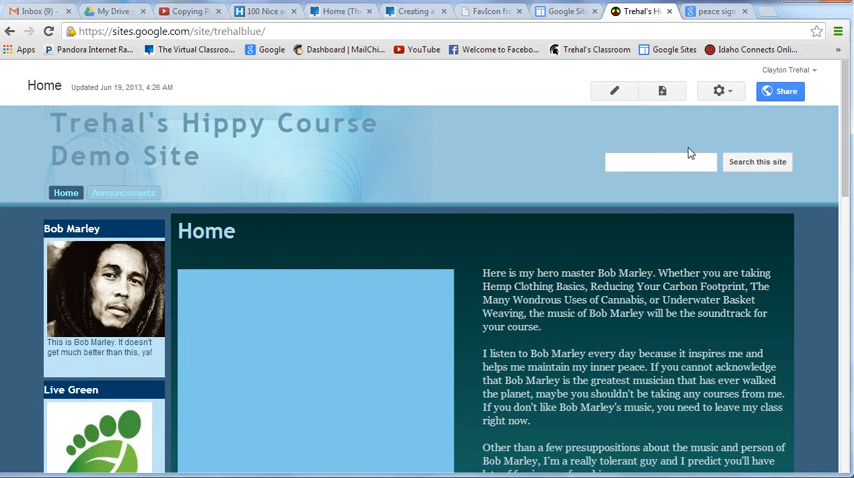 Inbox (9) -
My Drive -
Copying P
100 Nice a
Home (The
Creating a
FavIcon fro
Google Sit
Trehal's Hi
peace sign
https://sites.google.com/site/trehalblue/
Apps
Pandora Internet Ra...
The Virtual Classroo...
Google
Dashboard | MailChi...
YouTube
Welcome to Facebo...
Trehal's Classroom
Google Sites
Idaho Connects Onl...
»
Clayton Trehal
Home Updated Jun 19, 2013, 4:26 AM
Share
Trehal's Hippy Course
Demo Site
Search this site
Home Announcements
Bob Marley
This is Bob Marley. It doesn't
get much better than this, ya!
Live Green
Home
Here is my hero master Bob Marley. Whether you are taking
Hemp Clothing Basics, Reducing Your Carbon Footprint, The
Many Wondrous Uses of Cannabis, or Underwater Basket
Weaving, the music of Bob Marley will be the soundtrack for
your course.
I listen to Bob Marley every day because it inspires me and
helps me maintain my inner peace. If you cannot acknowledge
that Bob Marley is the greatest musician that has ever walked
the planet, maybe you shouldn't be taking any courses from me.
If you don't like Bob Marley's music, you need to leave my class
right now.
Other than a few presuppositions about the music and person of
Bob Marley, I'm a really tolerant guy and I predict you'll have